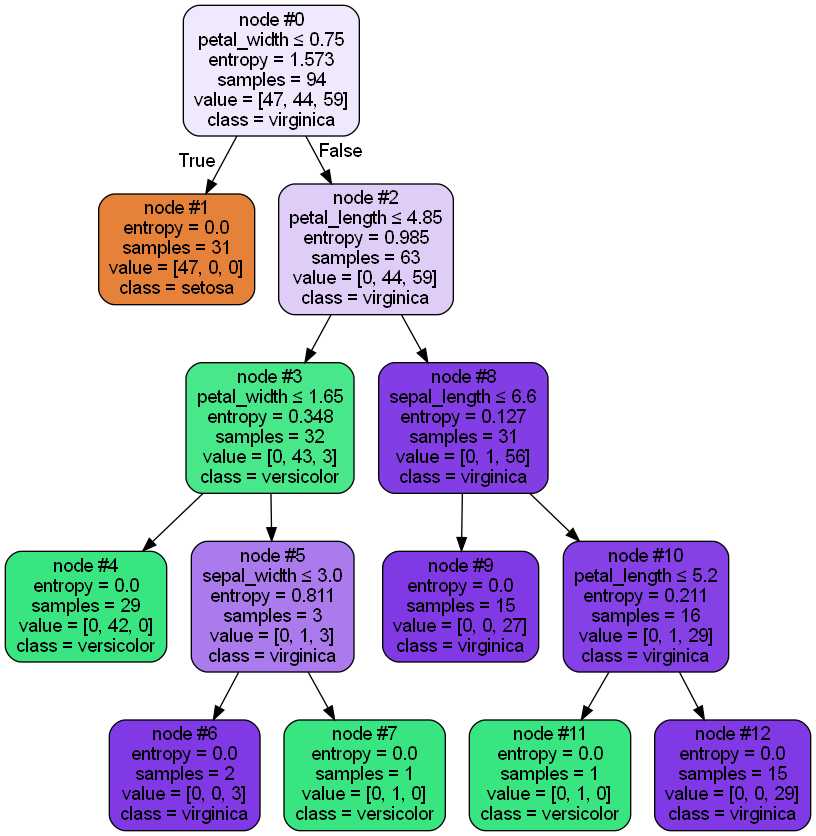 node #0
petal_width ≤ 0.75
entropy = 1.573
samples = 94
value = [47, 44, 59]
class = virginica
True
False
node #1
entropy = 0.0
samples = 31
value = [47, 0, 0]
class = setosa
node #2
petal_length ≤ 4.85
entropy = 0.985
samples = 63
value = [0, 44, 59]
class = virginica
node #3
petal_width ≤ 1.65
entropy = 0.348
samples = 32
value = [0, 43, 3]
class = versicolor
node #8
sepal_length ≤ 6.6
entropy = 0.127
samples = 31
value = [0, 1, 56]
class = virginica
node #4
entropy = 0.0
samples = 29
value = [0, 42, 0]
class = versicolor
node #5
sepal_width ≤ 3.0
entropy = 0.811
samples = 3
value = [0, 1, 3]
class = virginica
node #9
entropy = 0.0
samples = 15
value = [0, 0, 27]
class = virginica
node #10
petal_length ≤ 5.2
entropy = 0.211
samples = 16
value = [0, 1, 29]
class = virginica
node #6
entropy = 0.0
samples = 2
value = [0, 0, 3]
class = virginica
node #7
entropy = 0.0
samples = 1
value = [0, 1, 0]
class = versicolor
node #11
entropy = 0.0
samples = 1
value = [0, 1, 0]
class = versicolor
node #12
entropy = 0.0
samples = 15
value = [0, 0, 29]
class = virginica